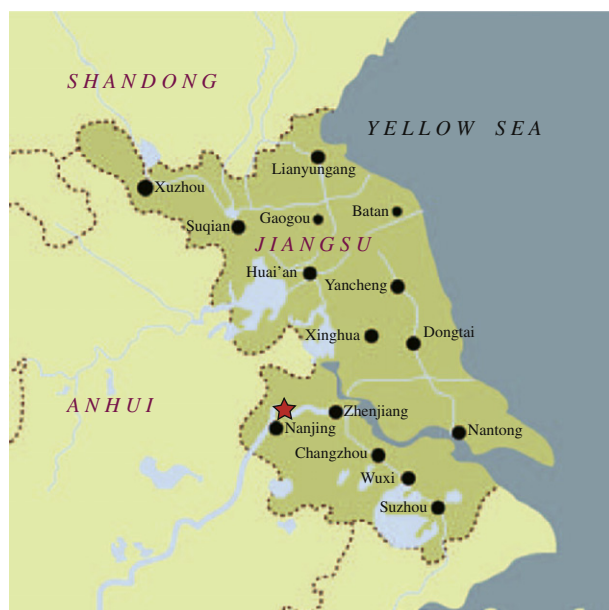 SHANDONG
YELLOW SEA
Lianyungang
Xuzhou
Gaogou
Batan
Suqian
JIANGSU
Huai'an
Yancheng
Xinghua
Dongtai
ANHUI
Zhenjiang
Nanjing
Nantong
Changzhou
Wuxi
Suzhou